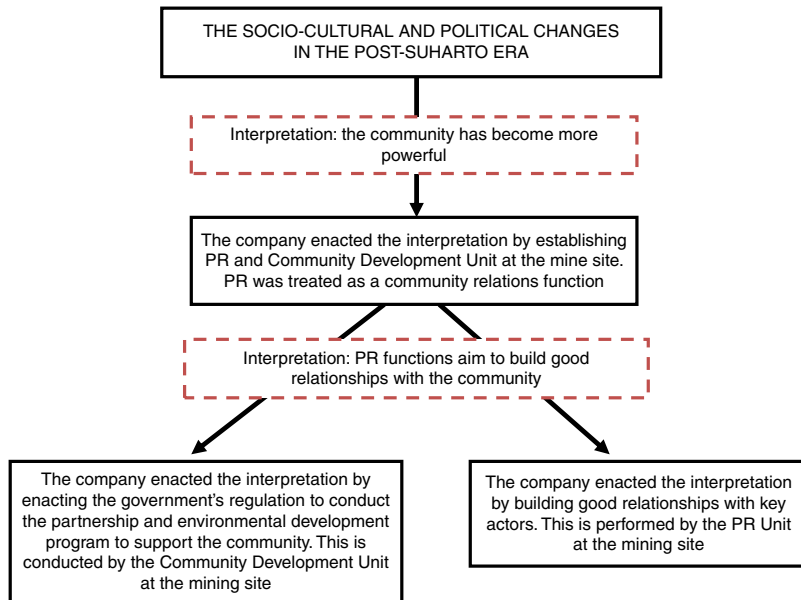 THE SOCIO-CULTURAL AND POLITICAL CHANGES
IN THE POST-SUHARTO ERA
Interpretation: the community has become more
powerful
The company enacted the interpretation by establishing
PR and Community Development Unit at the mine site.
PR was treated as a community relations function
Interpretation: PR functions aim to build good
relationships with the community
The company enacted the interpretation by
enacting the government's regulation to conduct
the partnership and environmental development
program to support the community. This is
conducted by the Community Development Unit
at the mining site
The company enacted the interpretation
by building good relationships with key
actors. This is performed by the PR Unit
at the mining site